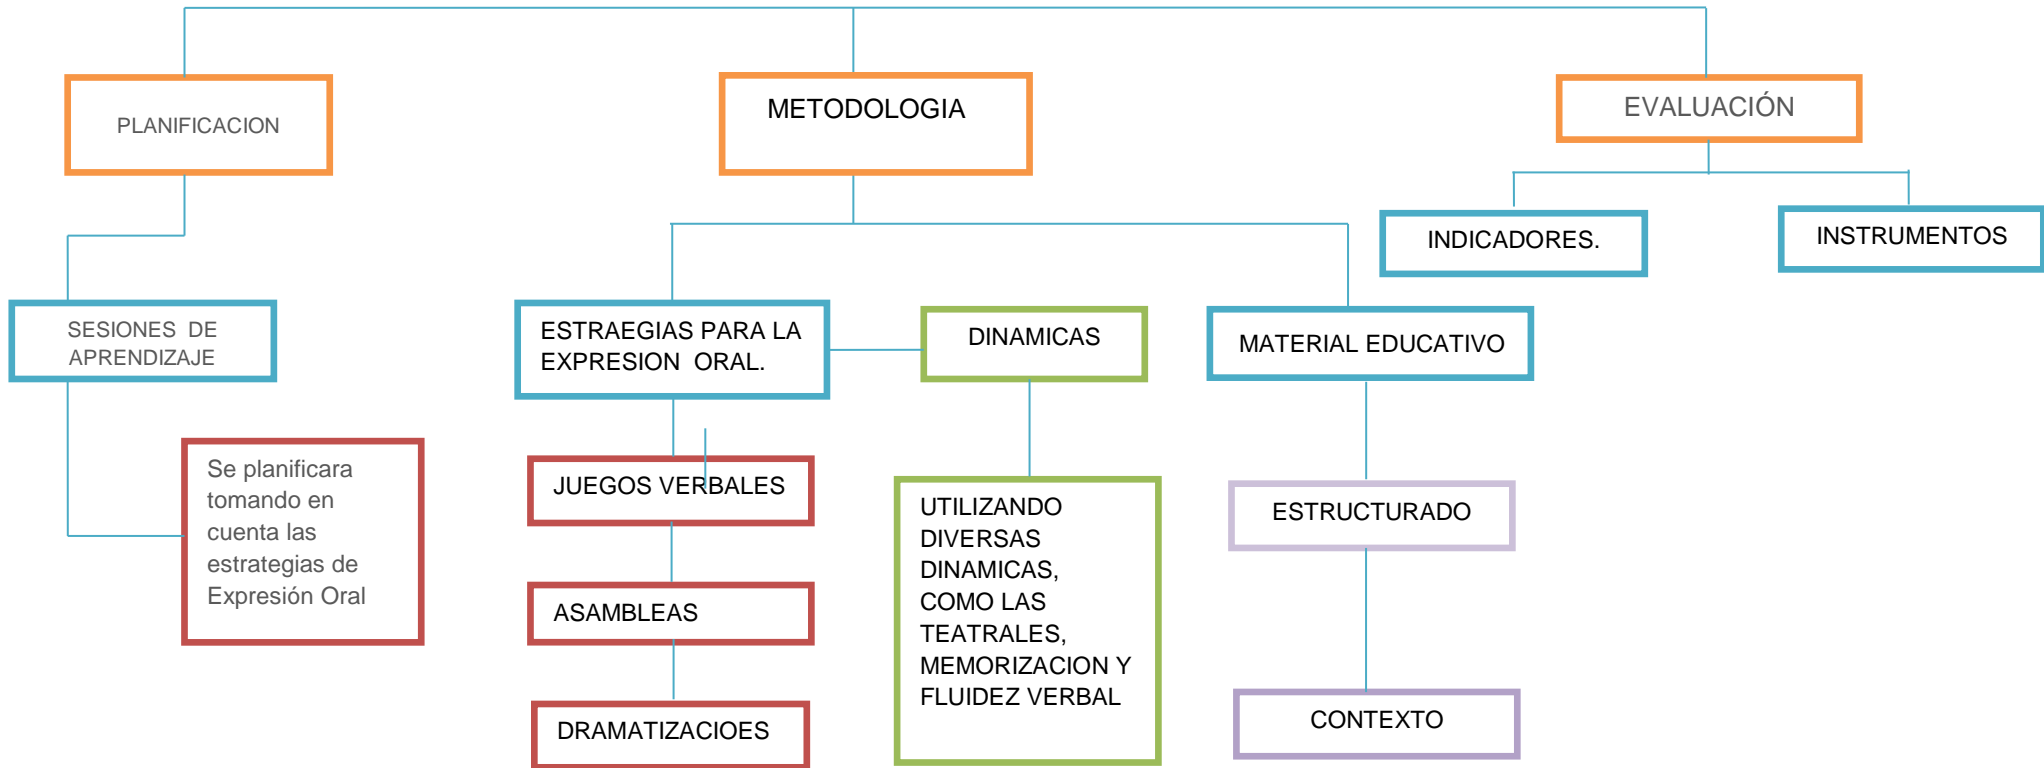 PLANIFICACION
METODOLOGIA
EVALUACIÓN
INDICADORES.
INSTRUMENTOS
SESIONES DE
APRENDIZAJE
ESTRAEGIAS PARA LA
EXPRESION ORAL.
DINAMICAS
MATERIAL EDUCATIVO
Se planificara
tomando en
cuenta las
estrategias de
Expresión Oral
JUEGOS VERBALES
ASAMBLEAS
DRAMATIZACIOES
UTILIZANDO
DIVERSAS
DINAMICAS,
COMO LAS
TEATRALES,
MEMORIZACION Y
FLUIDEZ VERBAL
ESTRUCTURADO
CONTEXTO